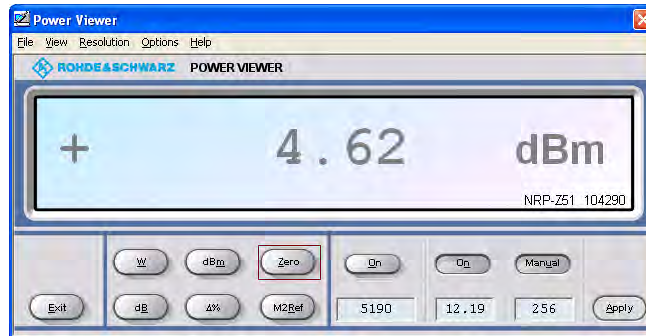 Power Viewer
File View Resolution Options Help
ROHDE&SCHWARZ POWER VIEWER
+ 4.62 dBm
NRP-Z51 104290
W dBm Zero On On Manual
Exit dB Δ% M2Ref 5190 12.19 256 Apply